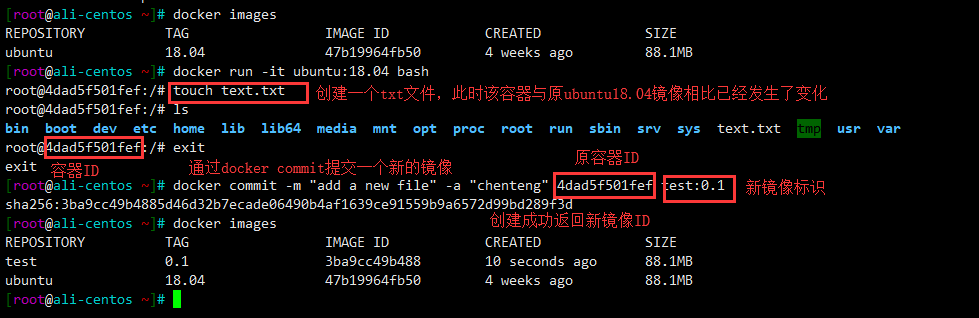 [root@ali-centos ~]# docker images
REPOSITORY TAG IMAGE ID CREATED SIZE
ubuntu 18.04 47b19964fb50 4 weeks ago 88.1MB
[root@ali-centos ~]# docker run -it ubuntu:18.04 bash
root@4dad5f501fef:/# touch text.txt 创建一个txt文件，此时该容器与原ubuntu18.04镜像相比已经发生了变化
root@4dad5f501fef:/# ls
bin boot dev etc home lib lib64 media mnt opt proc root run sbin srv sys text.txt tmp usr var
root@4dad5f501fef:/# exit
exit 容器ID 通过docker commit提交一个新的镜像 原容器ID
[root@ali-centos ~]# docker commit -m "add a new file" -a "chenteng" 4dad5f501fef test:0.1 新镜像标识
sha256:3ba9cc49b4885d46d32b7ecade06490b4af1639ce91559b9a6572d99bd289f3d
[root@ali-centos ~]# docker images 创建成功返回新镜像ID
REPOSITORY TAG IMAGE ID CREATED SIZE
test 0.1 3ba9cc49b488 10 seconds ago 88.1MB
ubuntu 18.04 47b19964fb50 4 weeks ago 88.1MB
[root@ali-centos ~]#